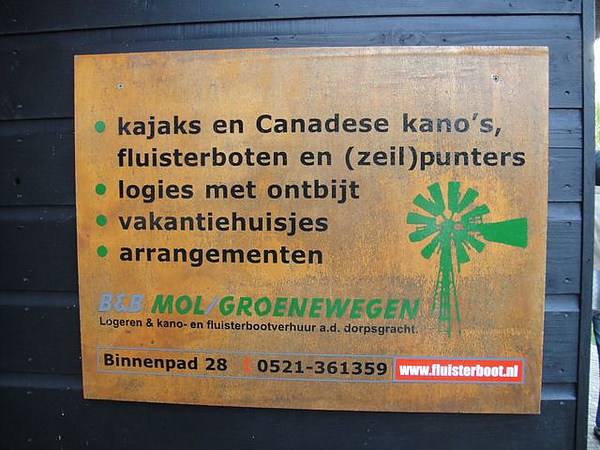 • kajaks en Canadese kano's,
fluisterboten en (zeil)punters
• logies met ontbijt
• vakantiehuisjes
• arrangementen
B&B MOL/GROENEWEGEN
Logeren & kano- en fluisterbootverhuur a.d. dorpsgracht.
Binnenpad 28 t 0521-361359 www.fluisterboot.nl